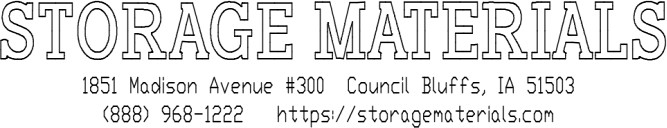 STORAGE MATERIALS
1851 Madison Avenue #300 Council Bluffs, IA 51503
(888) 968-1222 https://storagematerials.com